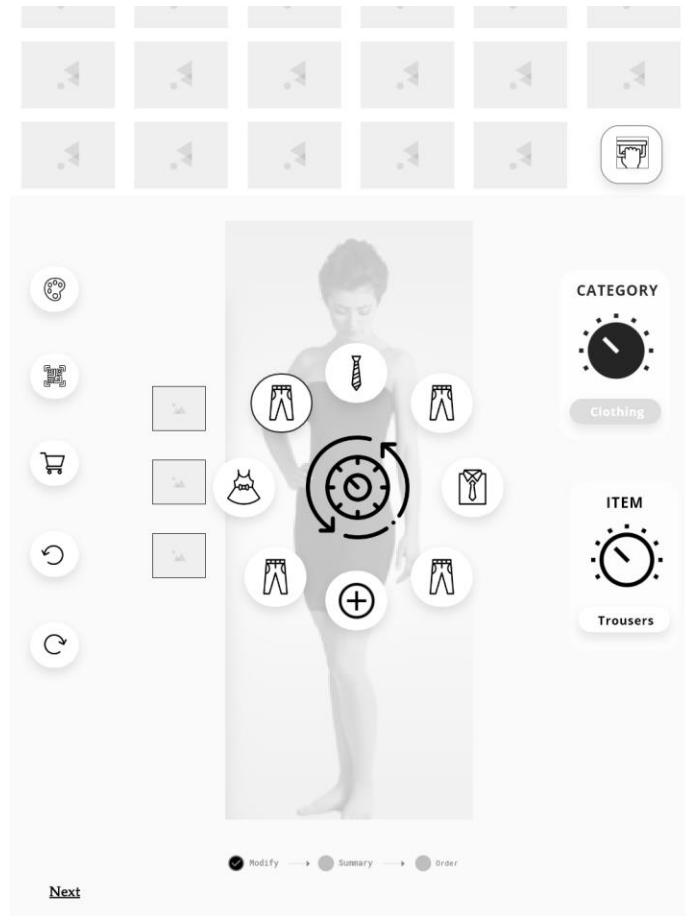 CATEGORY
Clothing
ITEM
Trousers
Modify
Summary
Order
Next